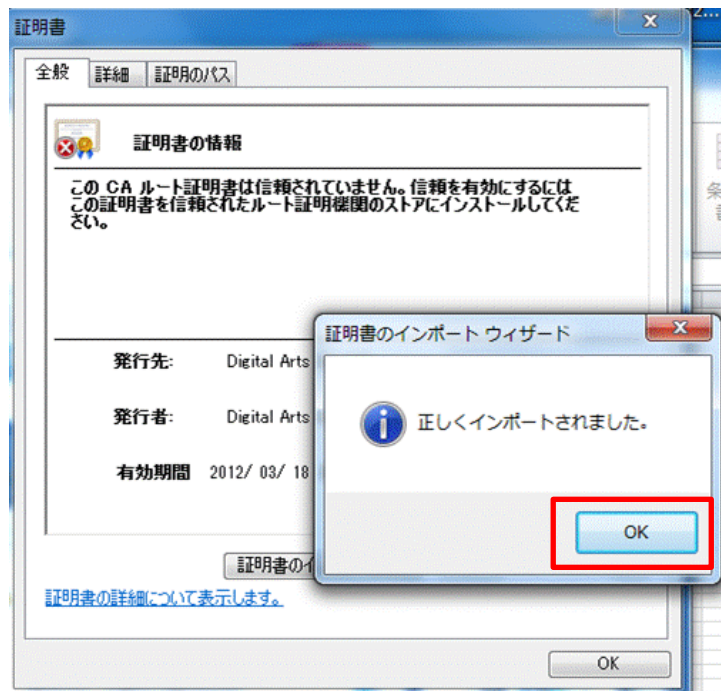 証明書
全般
詳細
証明のパス
証明書の情報
この CA ルート証明書は信頼されていません。信頼を有効にするには
この証明書を信頼されたルート証明機関のストアにインストールしてくだ
さい。
発行先: Digital Arts
発行者: Digital Arts
有効期間 2012/ 03/ 18
証明書の
証明書の詳細について表示します。
OK
証明書のインポート ウィザード
正しくインポートされました。
OK
2...
条